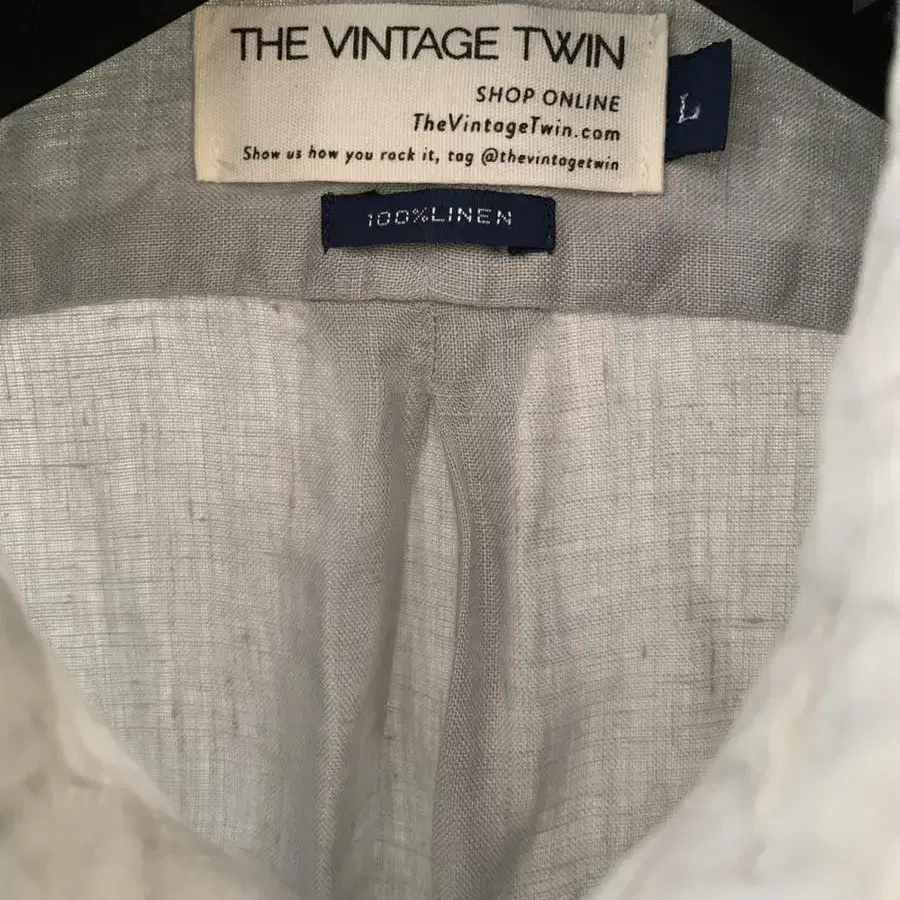 THE VINTAGE TWIN
SHOP ONLINE
TheVintageTwin.com
Show us how you rock it, tag @thevintagetwin
L
100%LINEN